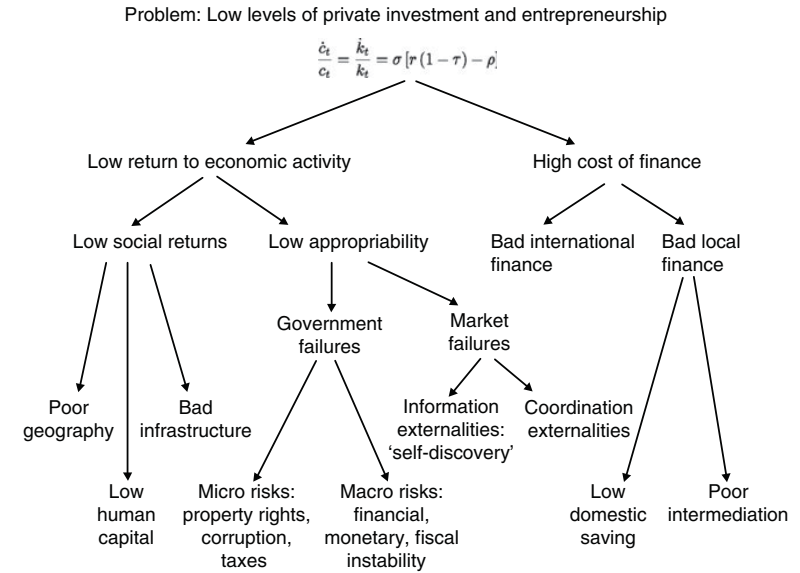 Problem: Low levels of private investment and entrepreneurship
ċₜ/cₜ = k̇ₜ/kₜ = σ[r(1 − τ) − ρ]
Low return to economic activity
High cost of finance
Low social returns
Low appropriability
Bad international
finance
Bad local
finance
Government
failures
Market
failures
Poor
geography
Bad
infrastructure
Information
externalities:
‘self-discovery’
Coordination
externalities
Low
human
capital
Micro risks:
property rights,
corruption,
taxes
Macro risks:
financial,
monetary, fiscal
instability
Low
domestic
saving
Poor
intermediation